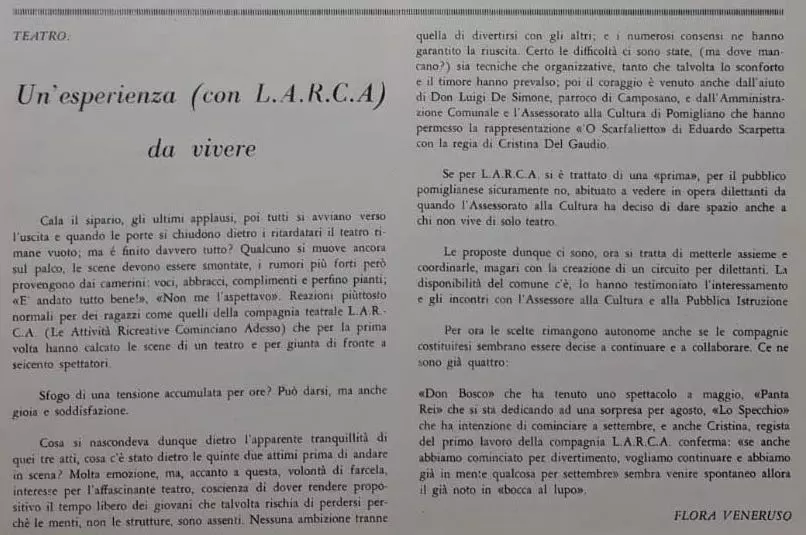 TEATRO:
Un'esperienza (con L.A.R.C.A)
da vivere
Cala il sipario, gli ultimi applausi, poi tutti si avviano verso
l'uscita e quando le porte si chiudono dietro i ritardatari il teatro ri-
mane vuoto; ma é finito davvero tutto? Qualcuno si muove ancora
sul palco, le scene devono essere smontate, i rumori più forti però
provengono dai camerini: voci, abbracci, complimenti e perfino pianti;
«E' andato tutto bene!», «Non me l'aspettavo». Reazioni piüttosto
normali per dei ragazzi come quelli della compagnia teatrale L.A.R.-
C.A. (Le Attività Ricreative Cominciano Adesso) che per la prima
volta hanno calcato le scene di un teatro e per giunta di fronte a
seicento spettatori.
Sfogo di una tensione accumulata per ore? Può darsi, ma anche
gioia e soddisfazione.
Cosa si nascondeva dunque dietro l'apparente tranquillità di
quei tre atti, cosa c'è stato dietro le quinte due attimi prima di andare
in scena? Molta emozione, ma, accanto a questa, volontà di farcela,
interesse per l'affascinante teatro, coscienza di dover rendere propo-
sitivo il tempo libero dei giovani che talvolta rischia di perdersi per-
chè le menti, non le strutture, sono assenti. Nessuna ambizione tranne
quella di divertirsi con gli altri; e i numerosi consensi ne hanno
garantito la riuscita. Certo le difficoltà ci sono state, (ma dove man-
cano?) sia tecniche che organizzative, tanto che talvolta lo sconforto
e il timore hanno prevalso; poi il coraggio è venuto anche dall'aiuto
di Don Luigi De Simone, parroco di Camposano, e dall'Amministra-
zione Comunale e l'Assessorato alla Cultura di Pomigliano che hanno
permesso la rappresentazione «'O Scarfalietto» di Eduardo Scarpetta
con la regia di Cristina Del Gaudio.
Se per L.A.R.C.A. si è trattato di una «prima», per il pubblico
pomiglianese sicuramente no, abituato a vedere in opera dilettanti da
quando l'Assessorato alla Cultura ha deciso di dare spazio anche a
chi non vive di solo teatro.
Le proposte dunque ci sono, ora si tratta di metterle assieme e
coordinarle, magari con la creazione di un circuito per dilettanti. La
disponibilità del comune c'è, lo hanno testimoniato l'interessamento
e gli incontri con l'Assessore alla Cultura e alla Pubblica Istruzione
Per ora le scelte rimangono autonome anche se le compagnie
costituitesi sembrano essere decise a continuare e a collaborare. Ce ne
sono già quattro:
«Don Bosco» che ha tenuto uno spettacolo a maggio, «Panta
Rei» che si sta dedicando ad una sorpresa per agosto, «Lo Specchio»
che ha intenzione di cominciare a settembre, e anche Cristina, regista
del primo lavoro della compagnia L.A.R.C.A. conferma: «se anche
abbiamo cominciato per divertimento, vogliamo continuare e abbiamo
già in mente qualcosa per settembre» sembra venire spontaneo allora
il già noto in «bocca al lupo».
FLORA VENERUSO